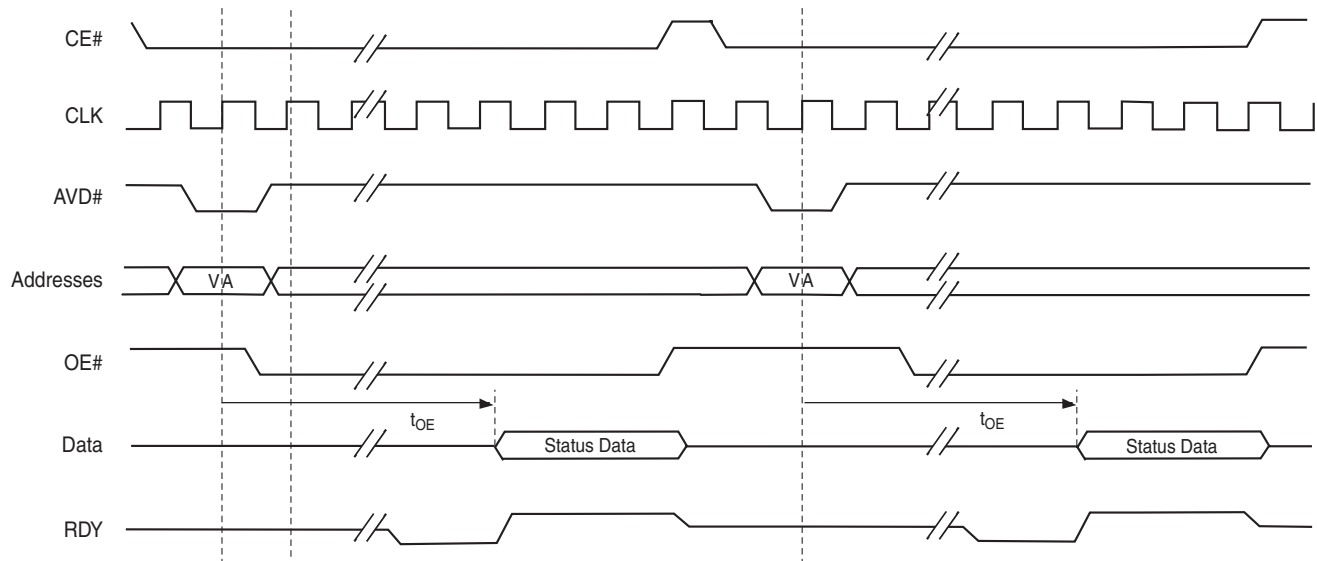 CE#
CLK
AVD#
Addresses VA VA
OE#
tOE tOE
Data Status Data Status Data
RDY